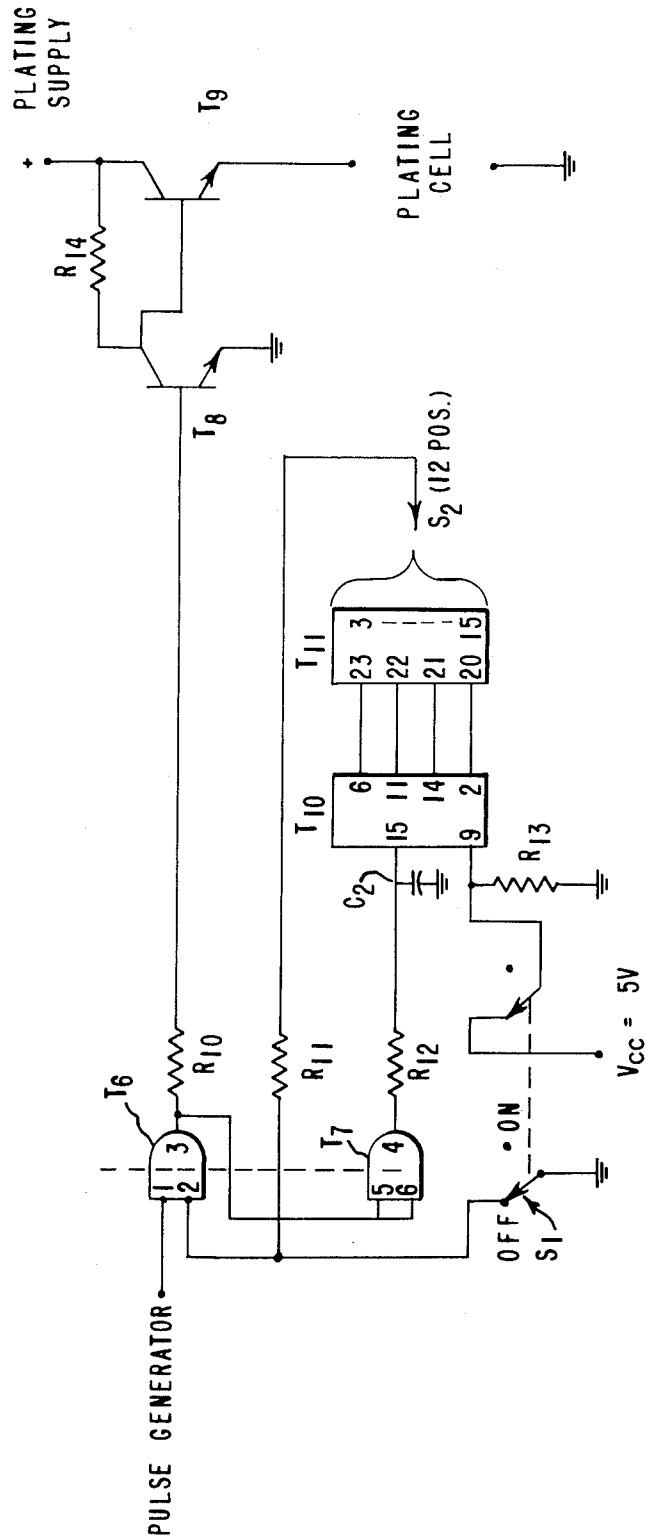 PLATING
SUPPLY
+
R14
T9
T8
PLATING
CELL
S2 (12 POS.)
T6
1
2
3
R10
R11
PULSE GENERATOR
T7
5
6
4
R12
C2
T10
15
9
6
11
14
2
T11
23
22
21
20
3
15
R13
OFF
ON
S1
VCC = 5V